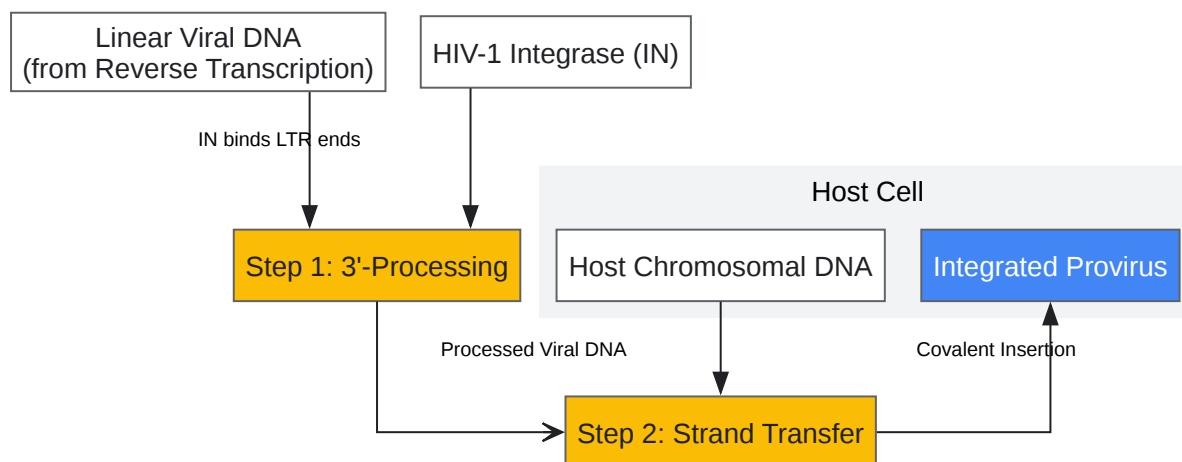 Linear Viral DNA
(from Reverse Transcription)
HIV-1 Integrase (IN)
IN binds LTR ends
Host Cell
Step 1: 3'-Processing
Host Chromosomal DNA
Integrated Provirus
Processed Viral DNA
Covalent Insertion
Step 2: Strand Transfer